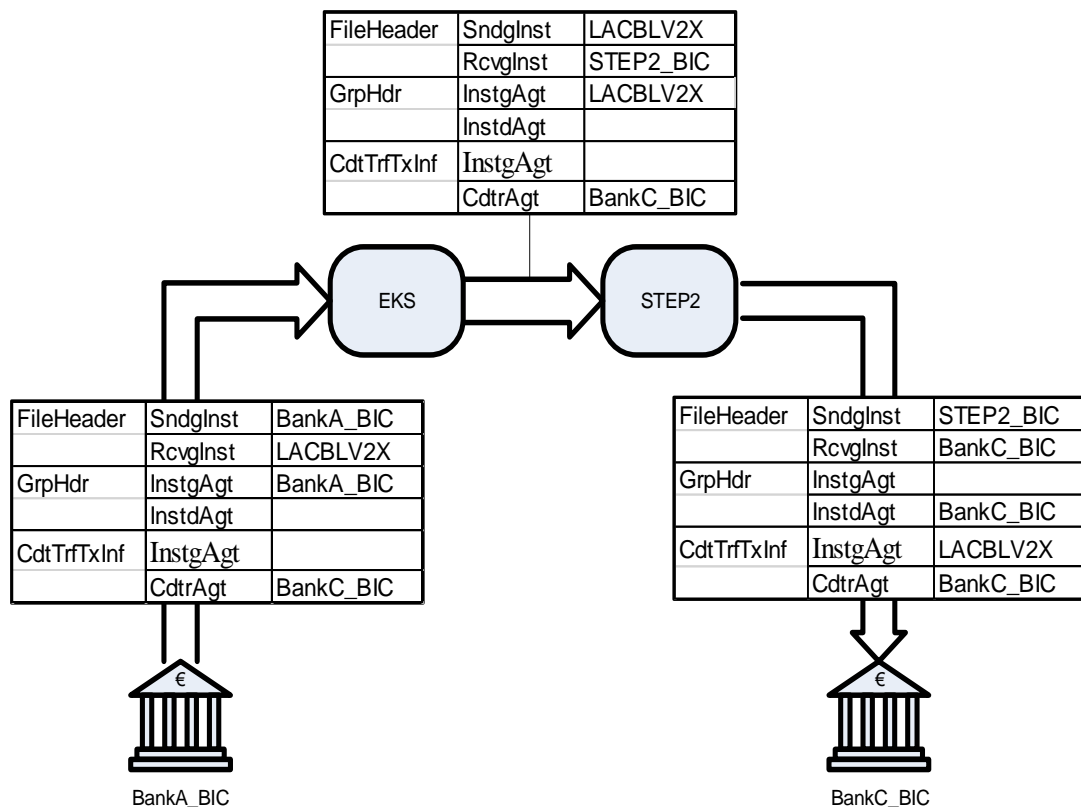 FileHeader SndgInst LACBLV2X
RcvgInst STEP2_BIC
GrpHdr InstgAgt LACBLV2X
InstdAgt
CdtTrfTxInf InstgAgt
CdtrAgt BankC_BIC
EKS
STEP2
FileHeader SndgInst BankA_BIC
RcvgInst LACBLV2X
GrpHdr InstgAgt BankA_BIC
InstdAgt
CdtTrfTxInf InstgAgt
CdtrAgt BankC_BIC
FileHeader SndgInst STEP2_BIC
RcvgInst BankC_BIC
GrpHdr InstgAgt
InstdAgt BankC_BIC
CdtTrfTxInf InstgAgt LACBLV2X
CdtrAgt BankC_BIC
€
€
BankA_BIC
BankC_BIC